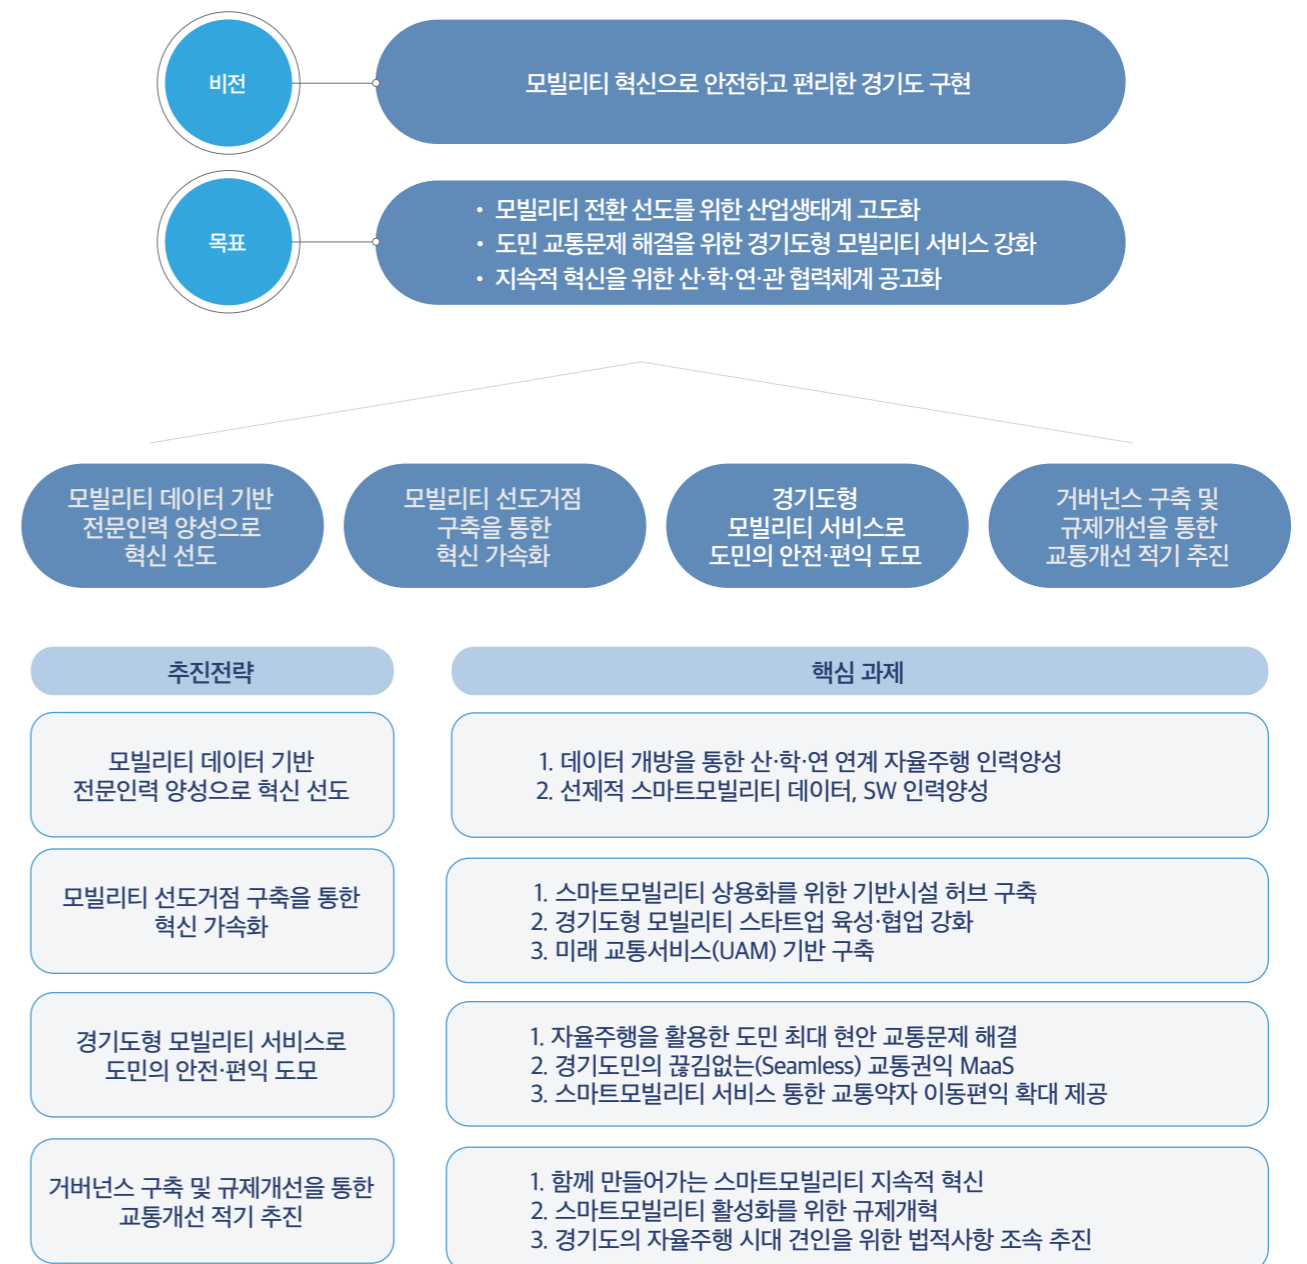 비전
모빌리티 혁신으로 안전하고 편리한 경기도 구현
목표
• 모빌리티 전환 선도를 위한 산업생태계 고도화
• 도민 교통문제 해결을 위한 경기도형 모빌리티 서비스 강화
• 지속적 혁신을 위한 산·학·연·관 협력체계 공고화
모빌리티 데이터 기반
전문인력 양성으로
혁신 선도
모빌리티 선도거점
구축을 통한
혁신 가속화
경기도형
모빌리티 서비스로
도민의 안전·편익 도모
거버넌스 구축 및
규제개선을 통한
교통개선 적기 추진
추진전략
핵심 과제
모빌리티 데이터 기반
전문인력 양성으로 혁신 선도
1. 데이터 개방을 통한 산·학·연 연계 자율주행 인력양성
2. 선제적 스마트모빌리티 데이터, SW 인력양성
모빌리티 선도거점 구축을 통한
혁신 가속화
1. 스마트모빌리티 상용화를 위한 기반시설 허브 구축
2. 경기도형 모빌리티 스타트업 육성·협업 강화
3. 미래 교통서비스(UAM) 기반 구축
경기도형 모빌리티 서비스로
도민의 안전·편익 도모
1. 자율주행을 활용한 도민 최대 현안 교통문제 해결
2. 경기도민의 끊김없는(Seamless) 교통권익 MaaS
3. 스마트모빌리티 서비스 통한 교통약자 이동편익 확대 제공
거버넌스 구축 및 규제개선을 통한
교통개선 적기 추진
1. 함께 만들어가는 스마트모빌리티 지속적 혁신
2. 스마트모빌리티 활성화를 위한 규제개혁
3. 경기도의 자율주행 시대 견인을 위한 법적사항 조속 추진